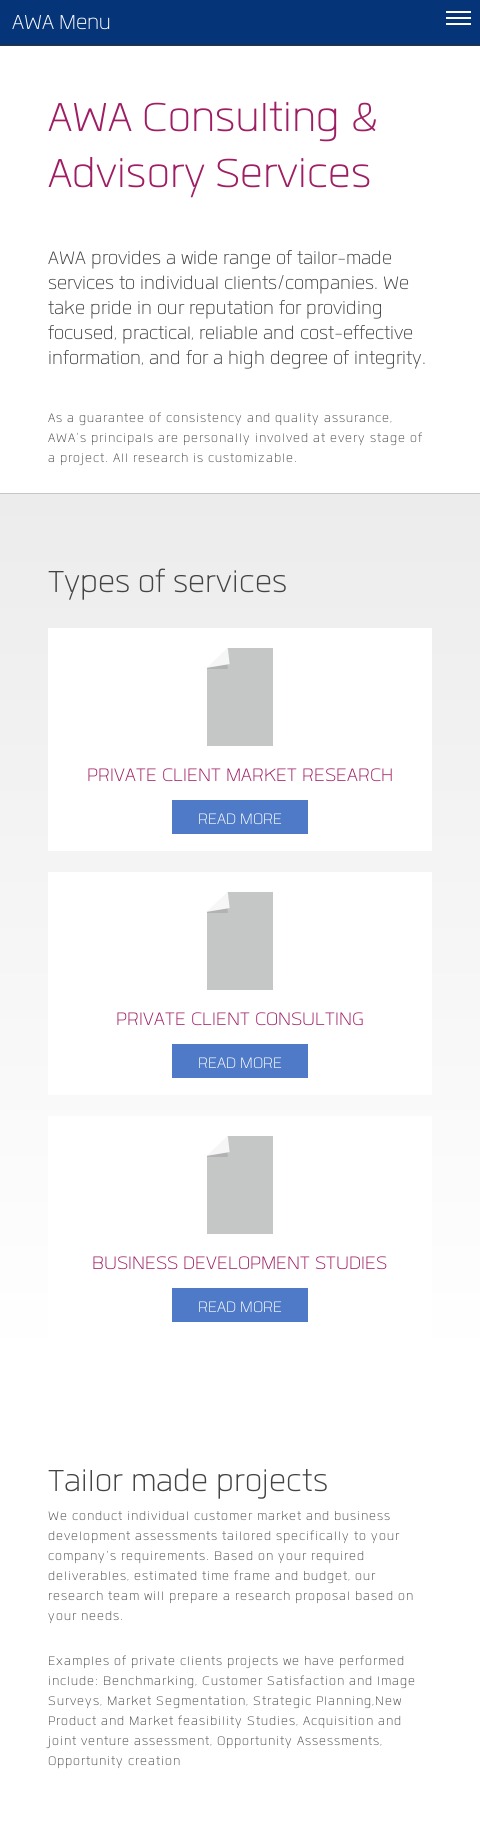 AWA Menu
AWA Consulting &
Advisory Services
AWA provides a wide range of tailor-made
services to individual clients/companies. We
take pride in our reputation for providing
focused, practical, reliable and cost-effective
information, and for a high degree of integrity.
As a guarantee of consistency and quality assurance,
AWA's principals are personally involved at every stage of
a project. All research is customizable.
Types of services
PRIVATE CLIENT MARKET RESEARCH
READ MORE
PRIVATE CLIENT CONSULTING
READ MORE
BUSINESS DEVELOPMENT STUDIES
READ MORE
Tailor made projects
We conduct individual customer market and business
development assessments tailored specifically to your
company's requirements. Based on your required
deliverables, estimated time frame and budget, our
research team will prepare a research proposal based on
your needs.
Examples of private clients projects we have performed
include: Benchmarking, Customer Satisfaction and Image
Surveys, Market Segmentation, Strategic Planning,New
Product and Market feasibility Studies, Acquisition and
joint venture assessment, Opportunity Assessments,
Opportunity creation